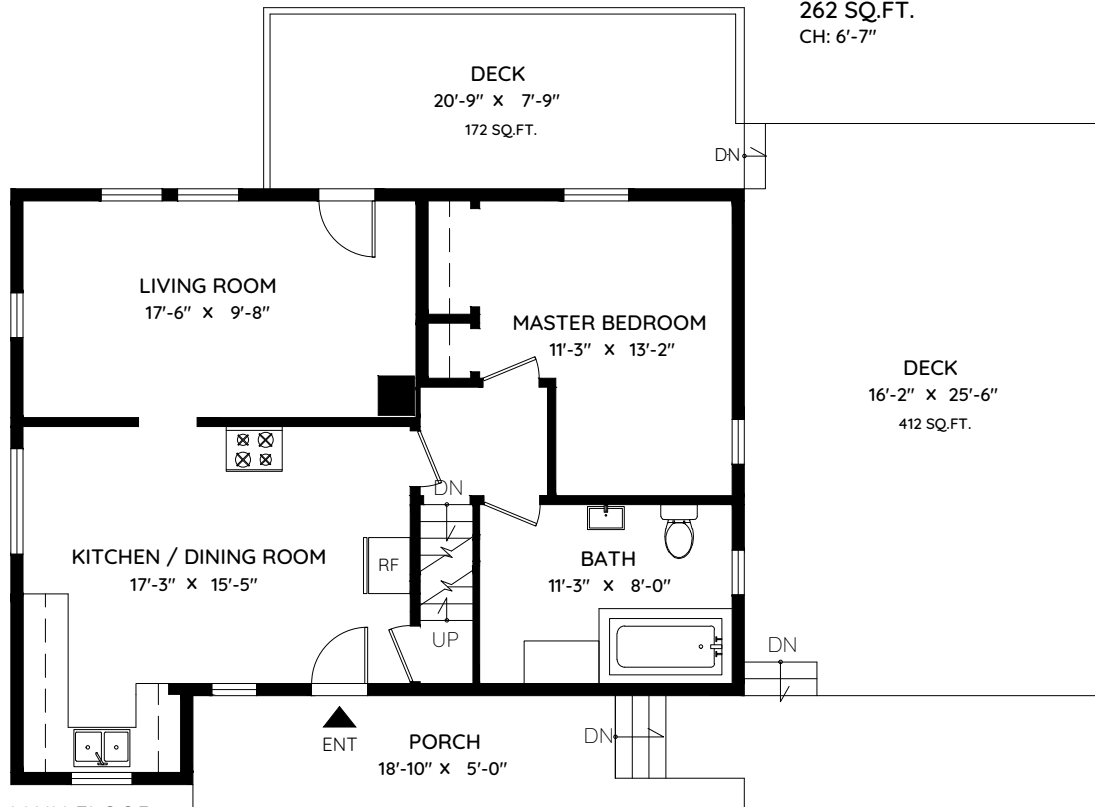 262 SQ.FT.
CH: 6'-7"
DECK
20'-9" x 7'-9"
172 SQ.FT.
DN
LIVING ROOM
17'-6" x 9'-8"
MASTER BEDROOM
11'-3" x 13'-2"
DECK
16'-2" x 25'-6"
412 SQ.FT.
DN
KITCHEN / DINING ROOM
17'-3" x 15'-5"
RF
BATH
11'-3" x 8'-0"
UP
DN
ENT
PORCH
18'-10" x 5'-0"
DN